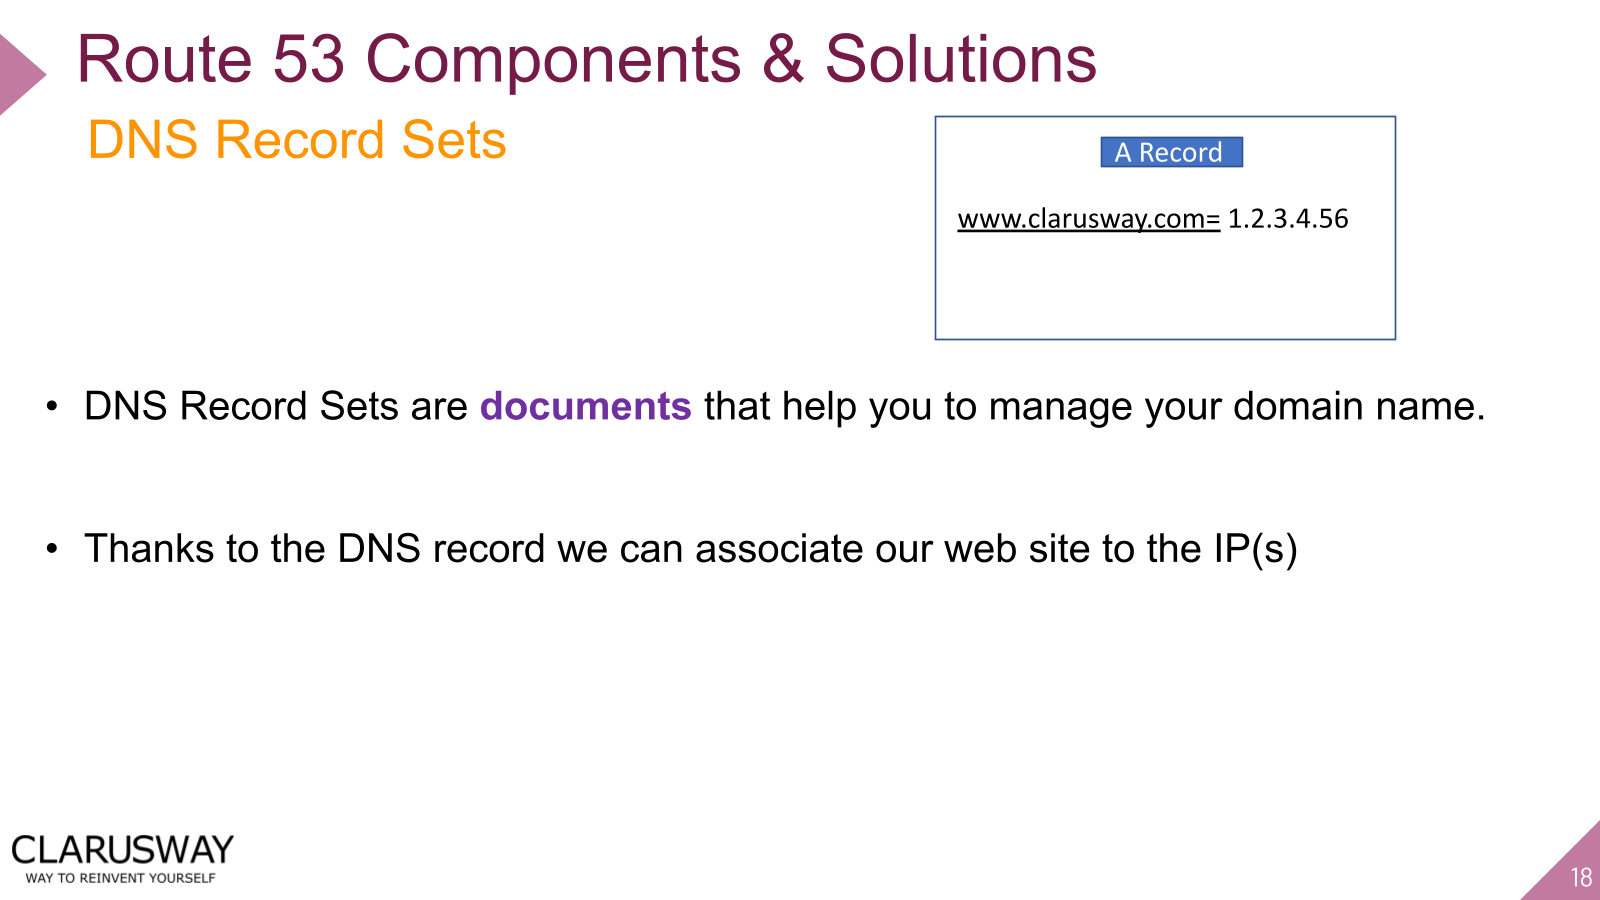 Route 53 Components & Solutions
DNS Record Sets
A Record
www.clarusway.com= 1.2.3.4.56
• DNS Record Sets are documents that help you to manage your domain name.
• Thanks to the DNS record we can associate our web site to the IP(s)
CLARUSWAY
WAY TO REINVENT YOURSELF
18